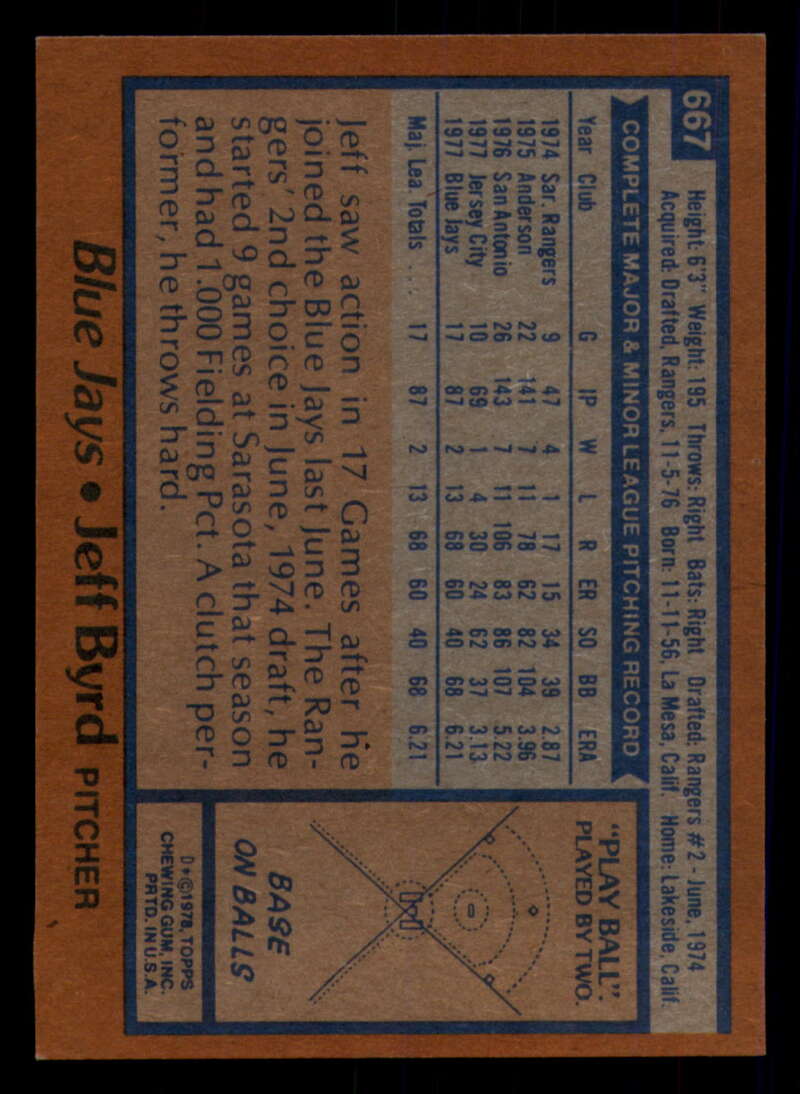 667
Height: 6'3" Weight: 195 Throws: Right Bats: Right Drafted: Rangers #2 - June, 1974
Acquired: Drafted, Rangers, 11-5-76 Born: 11-11-56, La Mesa, Calif. Home: Lakeside, Calif.
COMPLETE MAJOR & MINOR LEAGUE PITCHING RECORD
Year Club G IP W L R ER SO BB ERA
1974 Sar. Rangers 9 47 4 1 17 15 34 39 2.87
1975 Anderson 22 141 7 11 78 62 82 104 3.96
1976 San Antonio 26 143 7 11 106 83 86 107 5.22
1977 Jersey City 10 69 1 4 30 24 62 37 3.13
1977 Blue Jays 17 87 2 13 68 60 40 68 6.21
Maj. Lea. Totals .... 17 87 2 13 68 60 40 68 6.21
Jeff saw action in 17 Games after he
joined the Blue Jays last June. The Ran-
gers' 2nd choice in June, 1974 draft, he
started 9 games at Sarasota that season
and had 1.000 Fielding Pct. A clutch per-
former, he throws hard.
"PLAY BALL".
PLAYED BY TWO.
BASE
ON BALLS
D*©1978, TOPPS
CHEWING GUM, INC.
PRTD. IN U.S.A.
Blue Jays • Jeff Byrd PITCHER